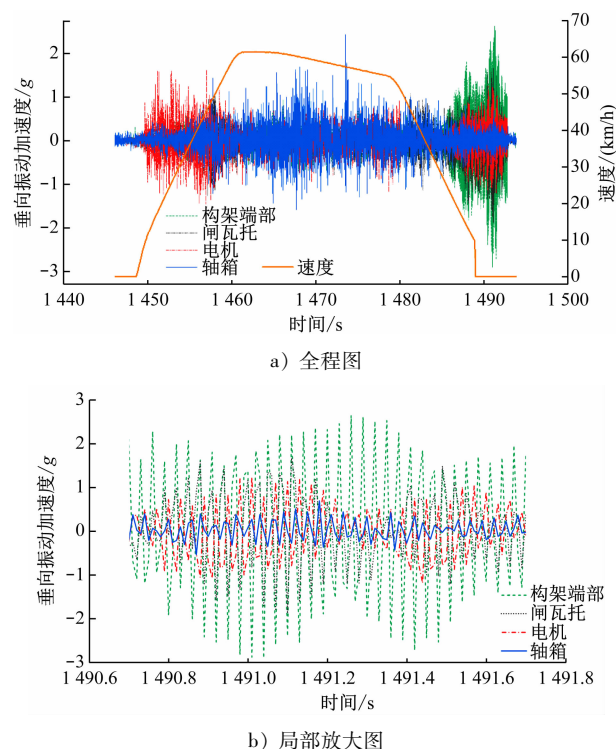 垂向振动加速度/g
3
2
1
0
-1
-2
-3
70
60
50
40
30
20
10
0
速度/(km/h)
构架端部
闸瓦托
电机
轴箱 速度
1 440 1 450 1 460 1 470 1 480 1 490 1 500
时间/s
a) 全程图
垂向振动加速度/g
3
2
1
0
-1
-2
-3
构架端部
闸瓦托
电机
轴箱
1 490.6 1 490.8 1 491.0 1 491.2 1 491.4 1 491.6 1 491.8
时间/s
b) 局部放大图